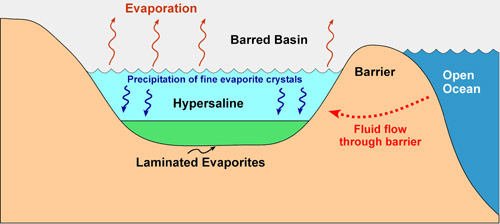 Evaporation
Barred Basin
Precipitation of fine evaporite crystals
Hypersaline
Barrier
Open
Ocean
Fluid flow
through barrier
Laminated Evaporites